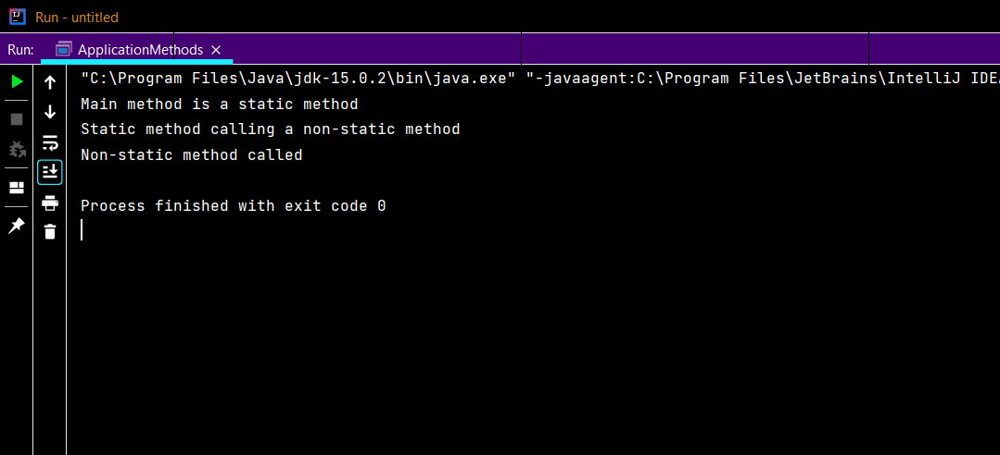 IJ
Run - untitled
Run: ApplicationMethods
"C:\Program Files\Java\jdk-15.0.2\bin\java.exe" "-javaagent:C:\Program Files\JetBrains\IntelliJ IDEA
Main method is a static method
Static method calling a non-static method
Non-static method called
Process finished with exit code 0